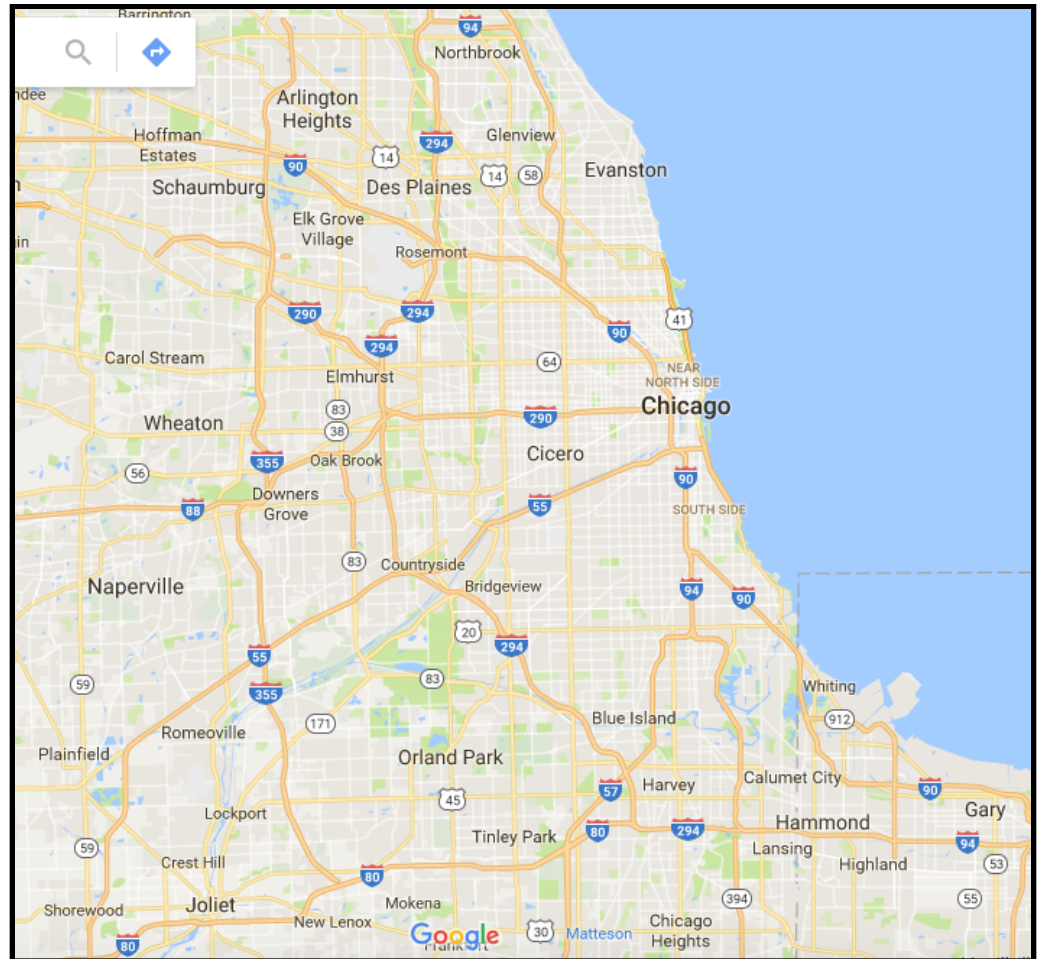 Barrington
94
Northbrook
ndee
Arlington
Heights
Hoffman
Estates
294
Glenview
14
90
14
58
Evanston
Schaumburg
Des Plaines
Elk Grove
Village
in
Rosemont
290
294
41
90
294
Carol Stream
64
Elmhurst
NEAR
NORTH SIDE
83
Chicago
290
Wheaton
38
Cicero
Oak Brook
355
56
90
Downers
Grove
55
88
SOUTH SIDE
83
Countryside
Naperville
Bridgeview
94
90
20
294
55
59
83
355
Whiting
171
Blue Island
912
Romeoville
Plainfield
Orland Park
Calumet City
Harvey
57
90
45
Lockport
Gary
Hammond
80
294
Tinley Park
94
59
Lansing
Crest Hill
Highland
53
80
394
55
Shorewood
Joliet
Mokena
New Lenox
Chicago
Heights
Google
30
Matteson
80
Frankfort